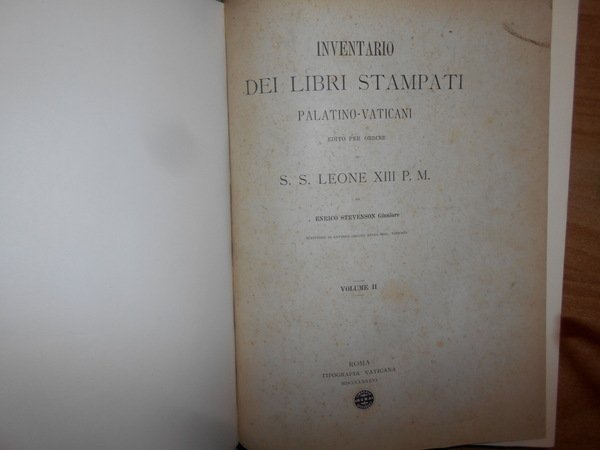 INVENTARIO
DEI LIBRI STAMPATI
PALATINO-VATICANI
EDITO PER ORDINE
DI
S. S. LEONE XIII P. M.
DA
ENRICO STEVENSON Giuniore
VOLUME II
ROMA
TIPOGRAFIA VATICANA